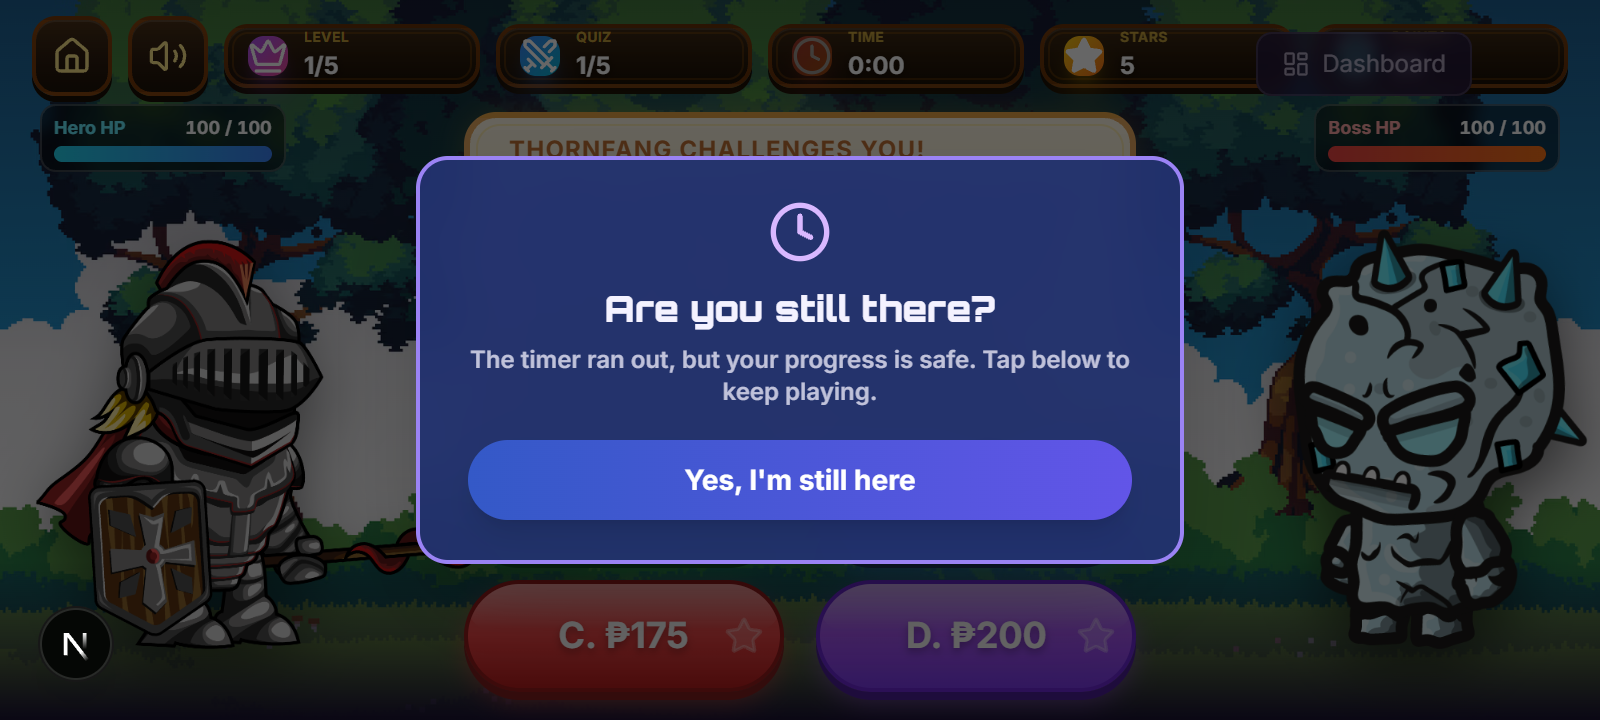 LEVEL
1/5
QUIZ
1/5
TIME
0:00
STARS
5
Dashboard
Hero HP 100 / 100
Boss HP 100 / 100
THORNFANG CHALLENGES YOU!
Are you still there?
The timer ran out, but your progress is safe. Tap below to
keep playing.
Yes, I'm still here
C. ₱175
D. ₱200
N